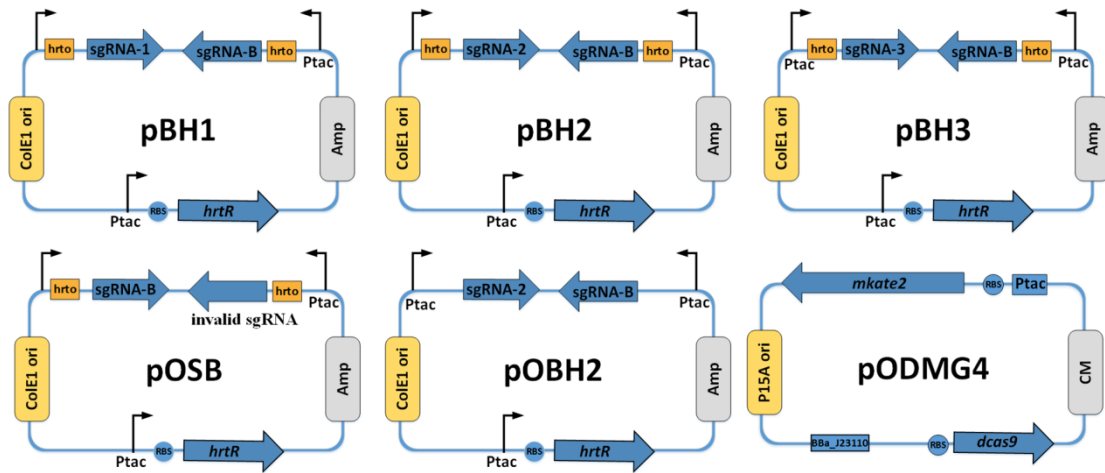 hrto sgRNA-1 sgRNA-B hrto
Ptac
ColE1 ori
pBH1
Amp
Ptac
RBS
hrtR
hrto sgRNA-2 sgRNA-B hrto
Ptac
ColE1 ori
pBH2
Amp
Ptac
RBS
hrtR
Ptac
hrto sgRNA-3 sgRNA-B hrto
Ptac
ColE1 ori
pBH3
Amp
Ptac
RBS
hrtR
hrto sgRNA-B hrto
invalid sgRNA
Ptac
ColE1 ori
pOSB
Amp
Ptac
RBS
hrtR
Ptac
sgRNA-2 sgRNA-B
Ptac
ColE1 ori
pOBH2
Amp
Ptac
RBS
hrtR
mkate2
RBS
Ptac
P15A ori
pODMG4
CM
BBa_J23110
RBS
dcas9